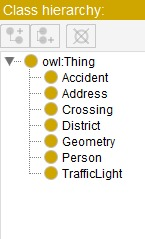 Class hierarchy:
owl:Thing
Accident
Address
Crossing
District
Geometry
Person
TrafficLight